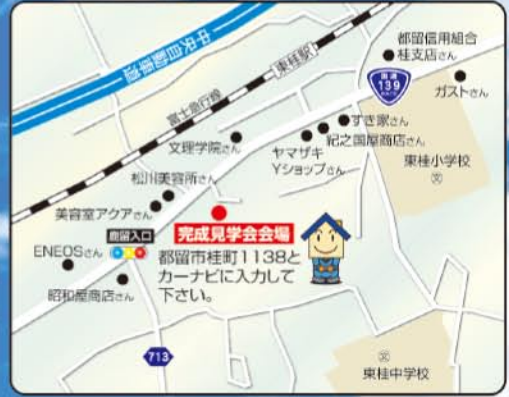 中央自動車道
富士急行線
東桂駅
都留信用組合
桂支店さん
国道
139
ガストさん
すき家さん
紀之国屋商店さん
ヤマザキ
Yショップさん
文理学院さん
東桂小学校
文
松川美容所さん
美容室アクアさん
鹿留入口
完成見学会会場
都留市桂町1138と
カーナビに入力して
下さい。
ENEOSさん
昭和屋商店さん
713
文
東桂中学校